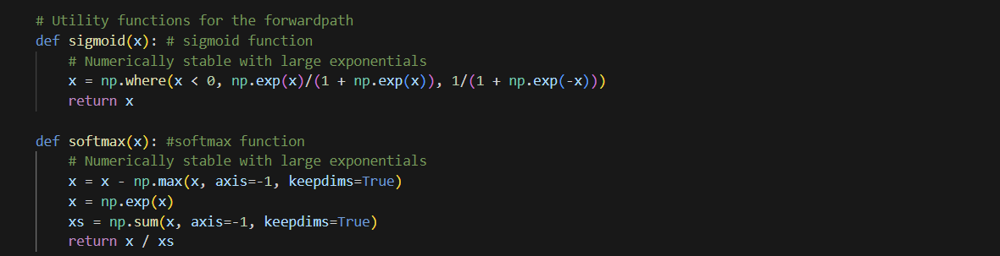 # Utility functions for the forwardpath
def sigmoid(x): # sigmoid function
    # Numerically stable with large exponentials
    x = np.where(x < 0, np.exp(x)/(1 + np.exp(x)), 1/(1 + np.exp(-x)))
    return x

def softmax(x): #softmax function
    # Numerically stable with large exponentials
    x = x - np.max(x, axis=-1, keepdims=True)
    x = np.exp(x)
    xs = np.sum(x, axis=-1, keepdims=True)
    return x / xs